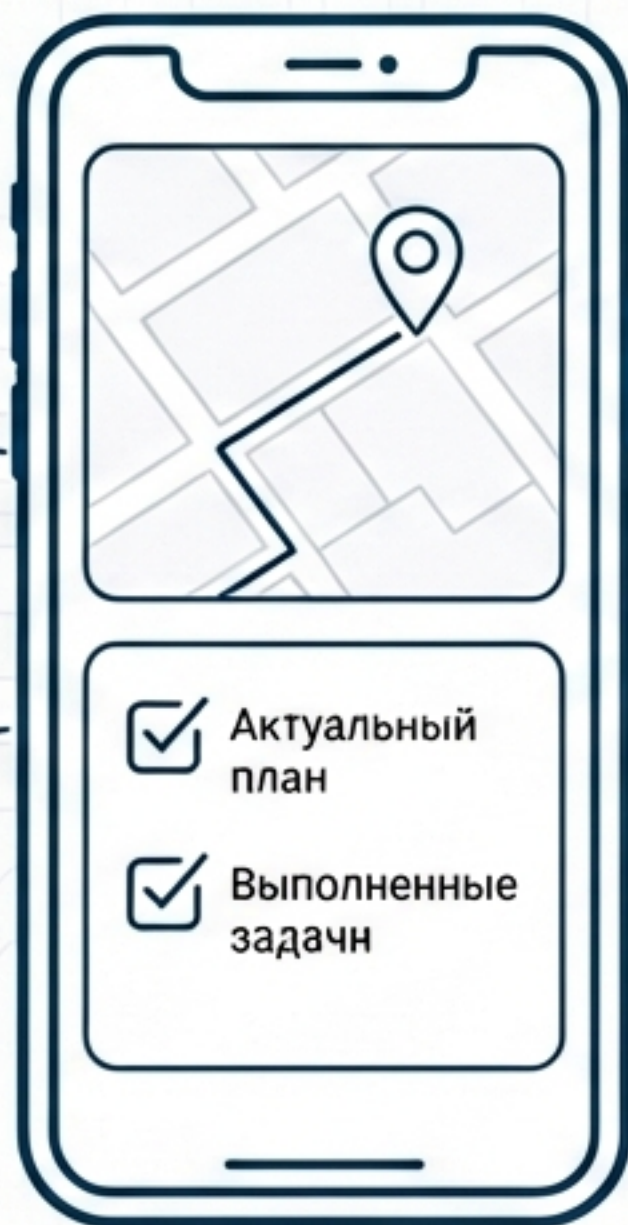 Актуальный
план
Выполненные
задачн